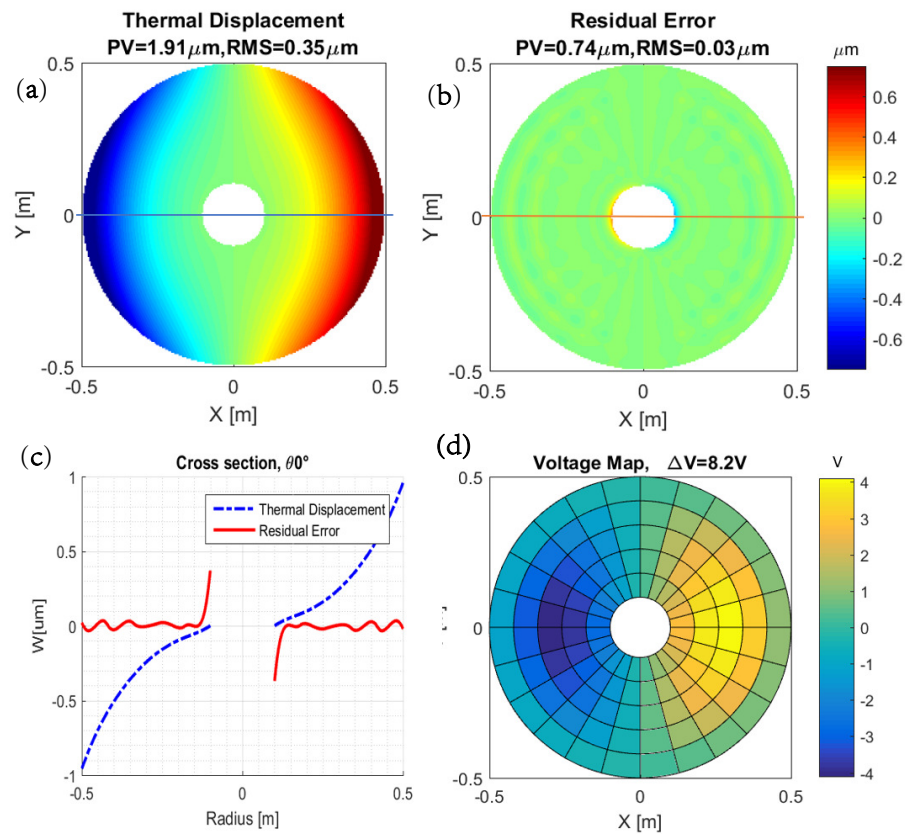 Thermal Displacement
PV=1.91μm,RMS=0.35μm
(a)
0.5
0
-0.5
Y [m]
-0.5
0
0.5
X [m]
Residual Error
PV=0.74μm,RMS=0.03μm
(b)
0.5
0
-0.5
Y [m]
-0.5
0
0.5
X [m]
μm
0.6
0.4
0.2
0
-0.2
-0.4
-0.6
(c)
Cross section, θ0°
Thermal Displacement
Residual Error
1
0.5
0
-0.5
-1
W[um]
-0.5
0
0.5
Radius [m]
(d)
Voltage Map, ΔV=8.2V
0.5
0
-0.5
-0.5
0
0.5
X [m]
V
4
3
2
1
0
-1
-2
-3
-4